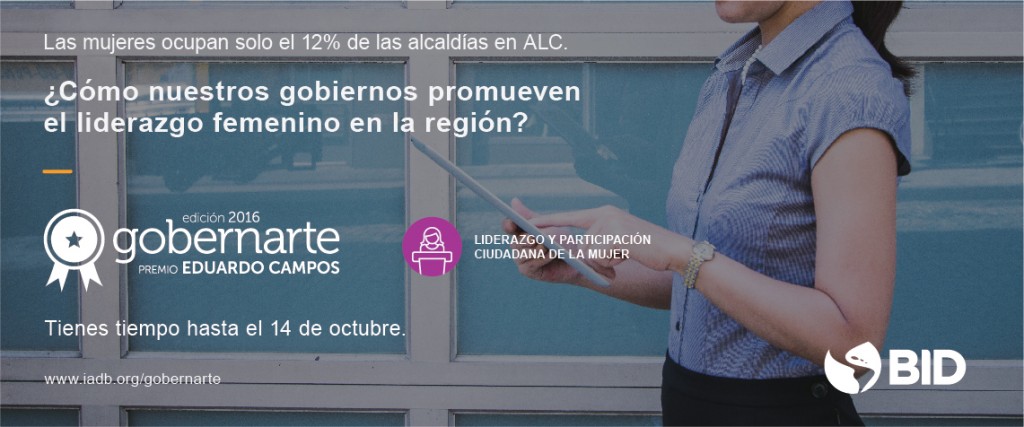 Las mujeres ocupan solo el 12% de las alcaldías en ALC.
¿Cómo nuestros gobiernos promueven
el liderazgo femenino en la región?
edición 2016
gobernarte
PREMIO EDUARDO CAMPOS
LIDERAZGO Y PARTICIPACIÓN
CIUDADANA DE LA MUJER
Tienes tiempo hasta el 14 de octubre.
www.iadb.org/gobernarte
BID